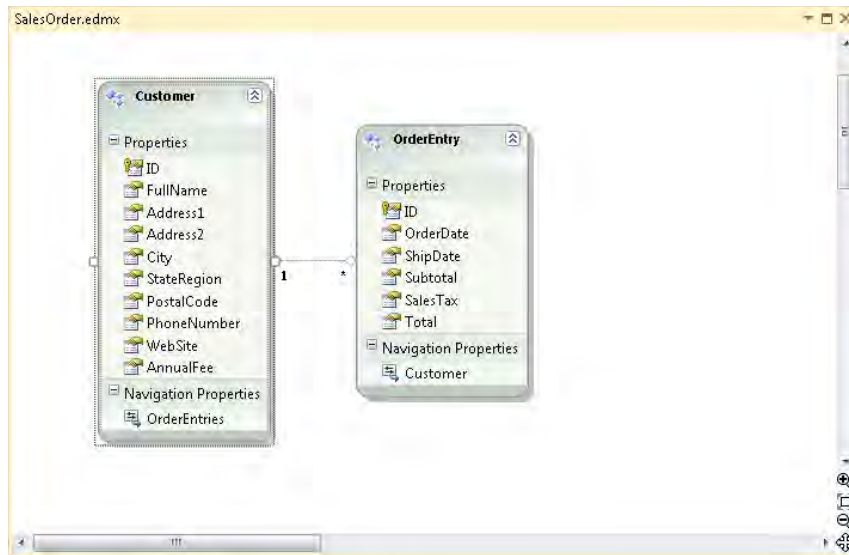 SalesOrder.edmx
Customer
Properties
ID
FullName
Address1
Address2
City
StateRegion
PostalCode
PhoneNumber
WebSite
AnnualFee
Navigation Properties
OrderEntries
1
*
OrderEntry
Properties
ID
OrderDate
ShipDate
Subtotal
SalesTax
Total
Navigation Properties
Customer